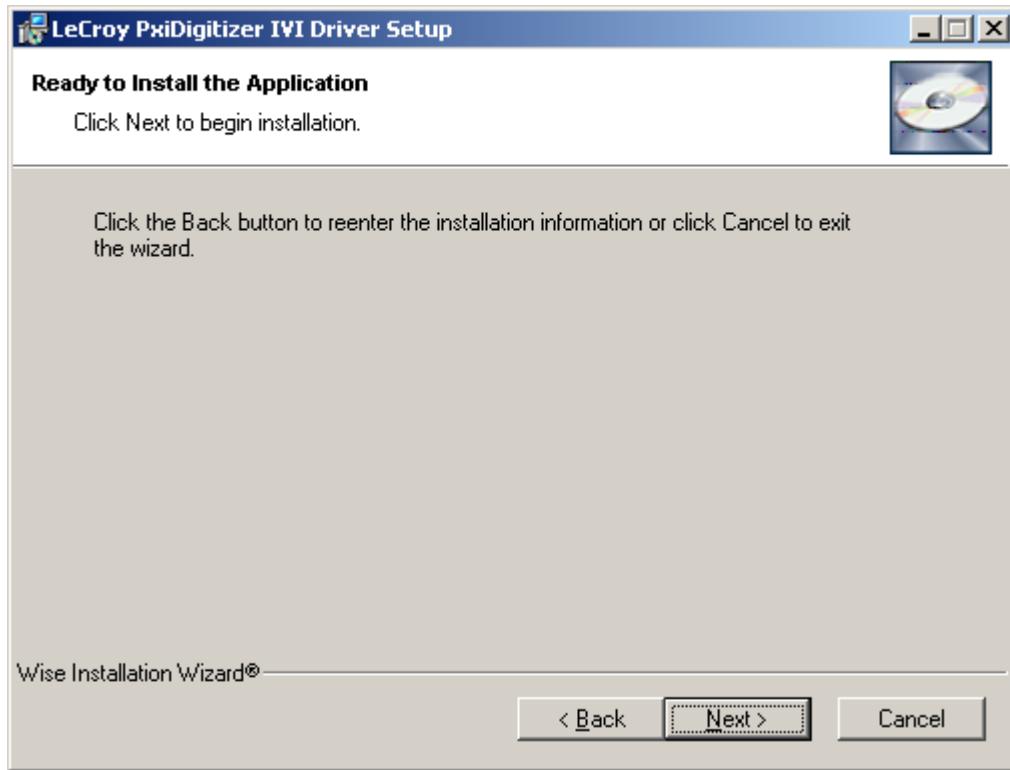 LeCroy PxiDigitizer IVI Driver Setup
Ready to Install the Application
Click Next to begin installation.
Click the Back button to reenter the installation information or click Cancel to exit
the wizard.
Wise Installation Wizard®
< Back
Next >
Cancel